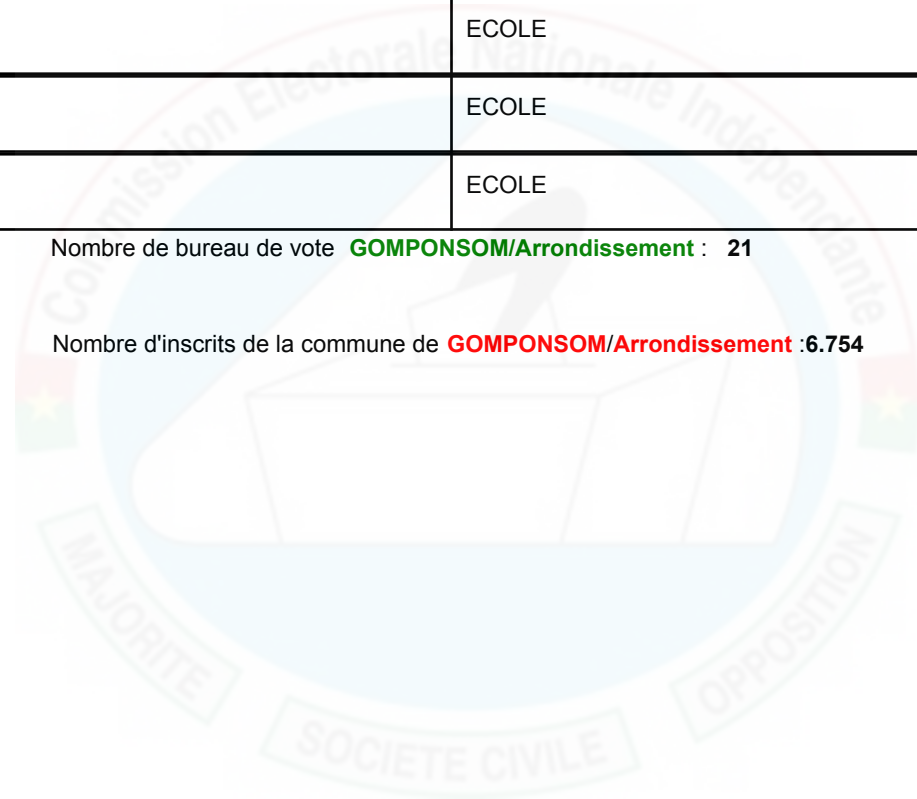 ECOLE
ECOLE
ECOLE
Nombre de bureau de vote GOMPONSOM/Arrondissement : 21
Nombre d'inscrits de la commune de GOMPONSOM/Arrondissement :6.754
Commission Electorale Nationale Indépendante
MAJORITE
SOCIETE CIVILE
OPPOSITION